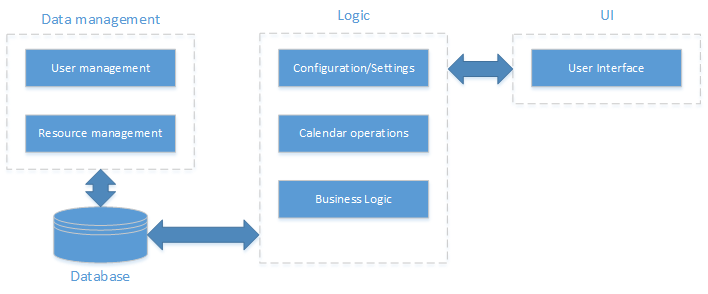 Data management
User management
Resource management
Database
Logic
Configuration/Settings
Calendar operations
Business Logic
UI
User Interface